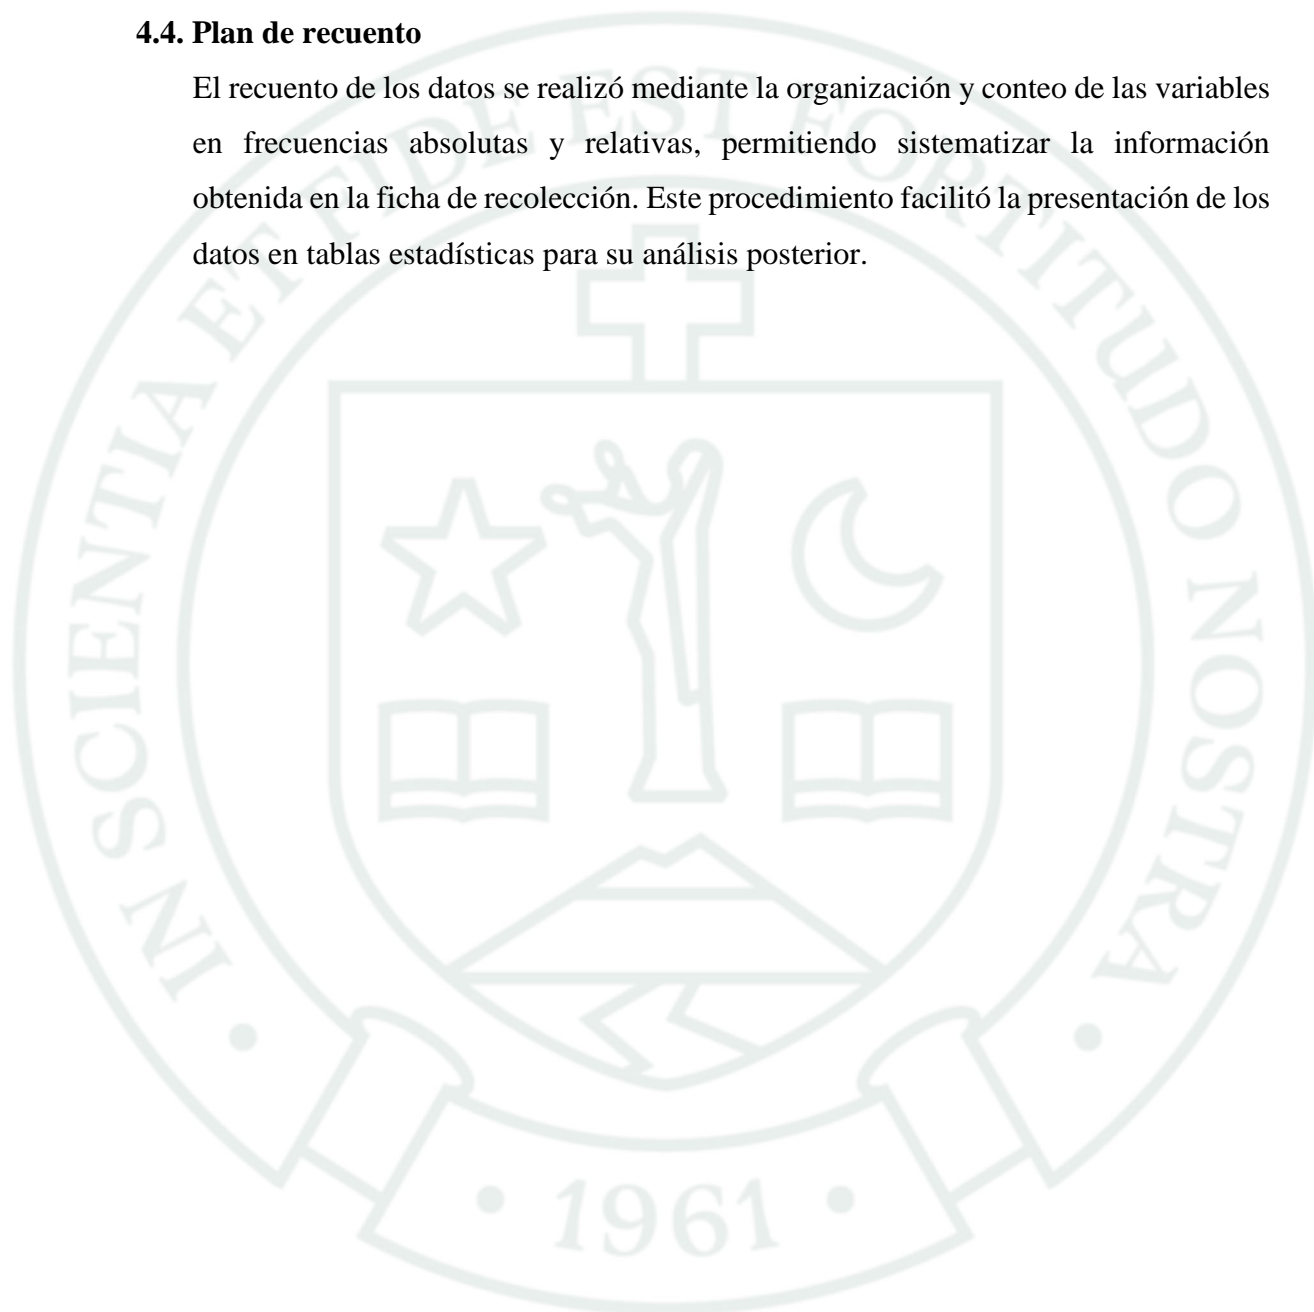 4.4. Plan de recuento
El recuento de los datos se realizó mediante la organización y conteo de las variables
en frecuencias absolutas y relativas, permitiendo sistematizar la información
obtenida en la ficha de recolección. Este procedimiento facilitó la presentación de los
datos en tablas estadísticas para su análisis posterior.
• IN SCIENTIA ET FIDE EST FORTITUDO NOSTRA •
• 1961 •